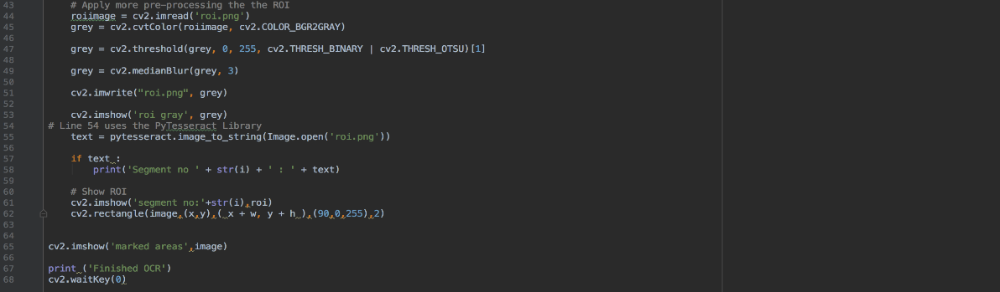 43 # Apply more pre-processing the the ROI
44 roiimage = cv2.imread('roi.png')
45 grey = cv2.cvtColor(roiimage, cv2.COLOR_BGR2GRAY)
46
47 grey = cv2.threshold(grey, 0, 255, cv2.THRESH_BINARY | cv2.THRESH_OTSU)[1]
48
49 grey = cv2.medianBlur(grey, 3)
50
51 cv2.imwrite("roi.png", grey)
52
53 cv2.imshow('roi gray', grey)
54 # Line 54 uses the PyTesseract Library
55 text = pytesseract.image_to_string(Image.open('roi.png'))
56
57 if text :
58 print('Segment no ' + str(i) + ' : ' + text)
59
60 # Show ROI
61 cv2.imshow('segment no:'+str(i),roi)
62 cv2.rectangle(image,(x,y),( x + w, y + h ),(90,0,255),2)
63
64
65 cv2.imshow('marked areas',image)
66
67 print ('Finished OCR')
68 cv2.waitKey(0)